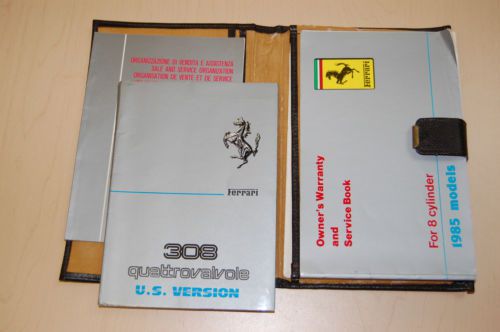 ORGANIZZAZIONE DI VENDITA E ASSISTENZA
SALE AND SERVICE ORGANIZATION
ORGANISATION DE VENTE ET DE SERVICE
Ferrari
308
quattrovalvole
U.S. VERSION
Ferrari
Owner's Warranty
and
Service Book
For 8 cylinder
1985 models